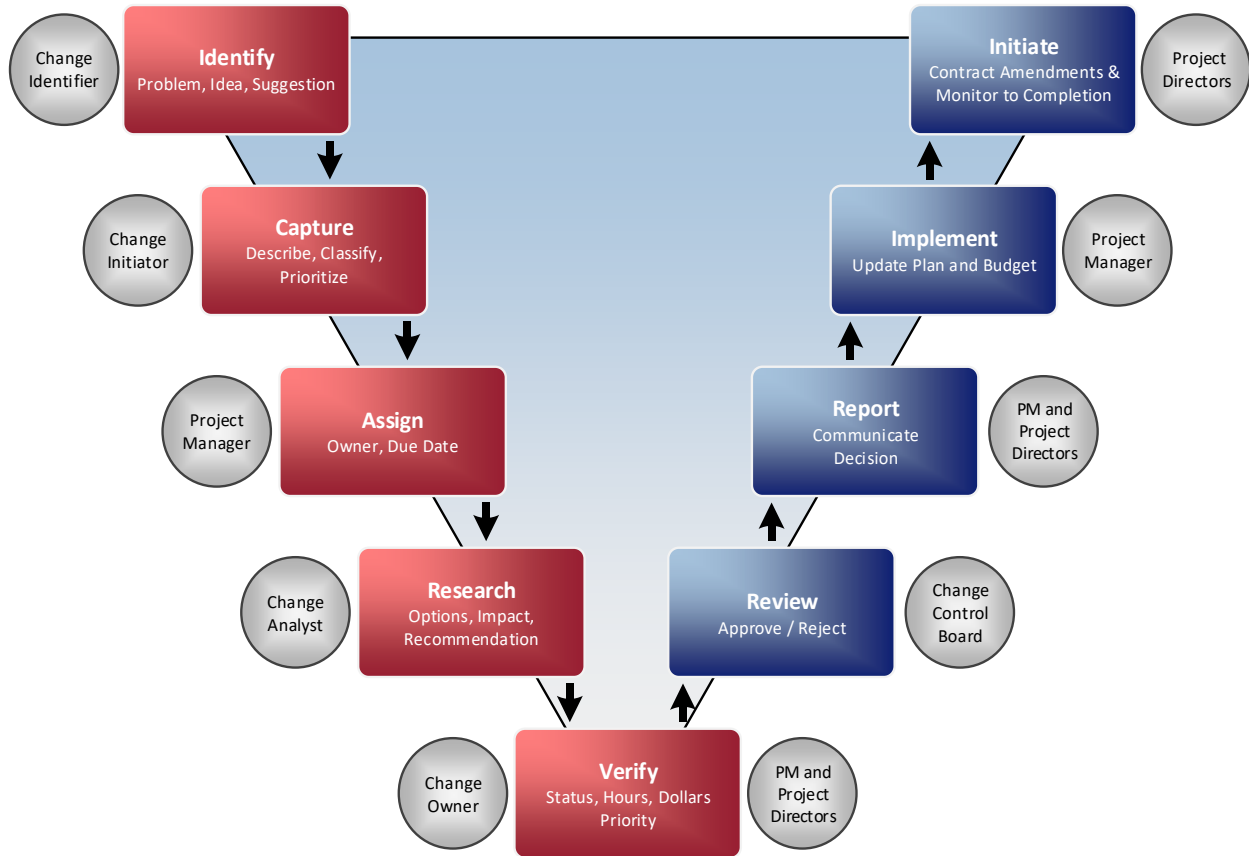 Change
Identifier
Identify
Problem, Idea, Suggestion
Initiate
Contract Amendments &
Monitor to Completion
Project
Directors
Change
Initiator
Capture
Describe, Classify,
Prioritize
Implement
Update Plan and Budget
Project
Manager
Project
Manager
Assign
Owner, Due Date
Report
Communicate
Decision
PM and
Project
Directors
Change
Analyst
Research
Options, Impact,
Recommendation
Review
Approve / Reject
Change
Control
Board
Change
Owner
Verify
Status, Hours, Dollars
Priority
PM and
Project
Directors